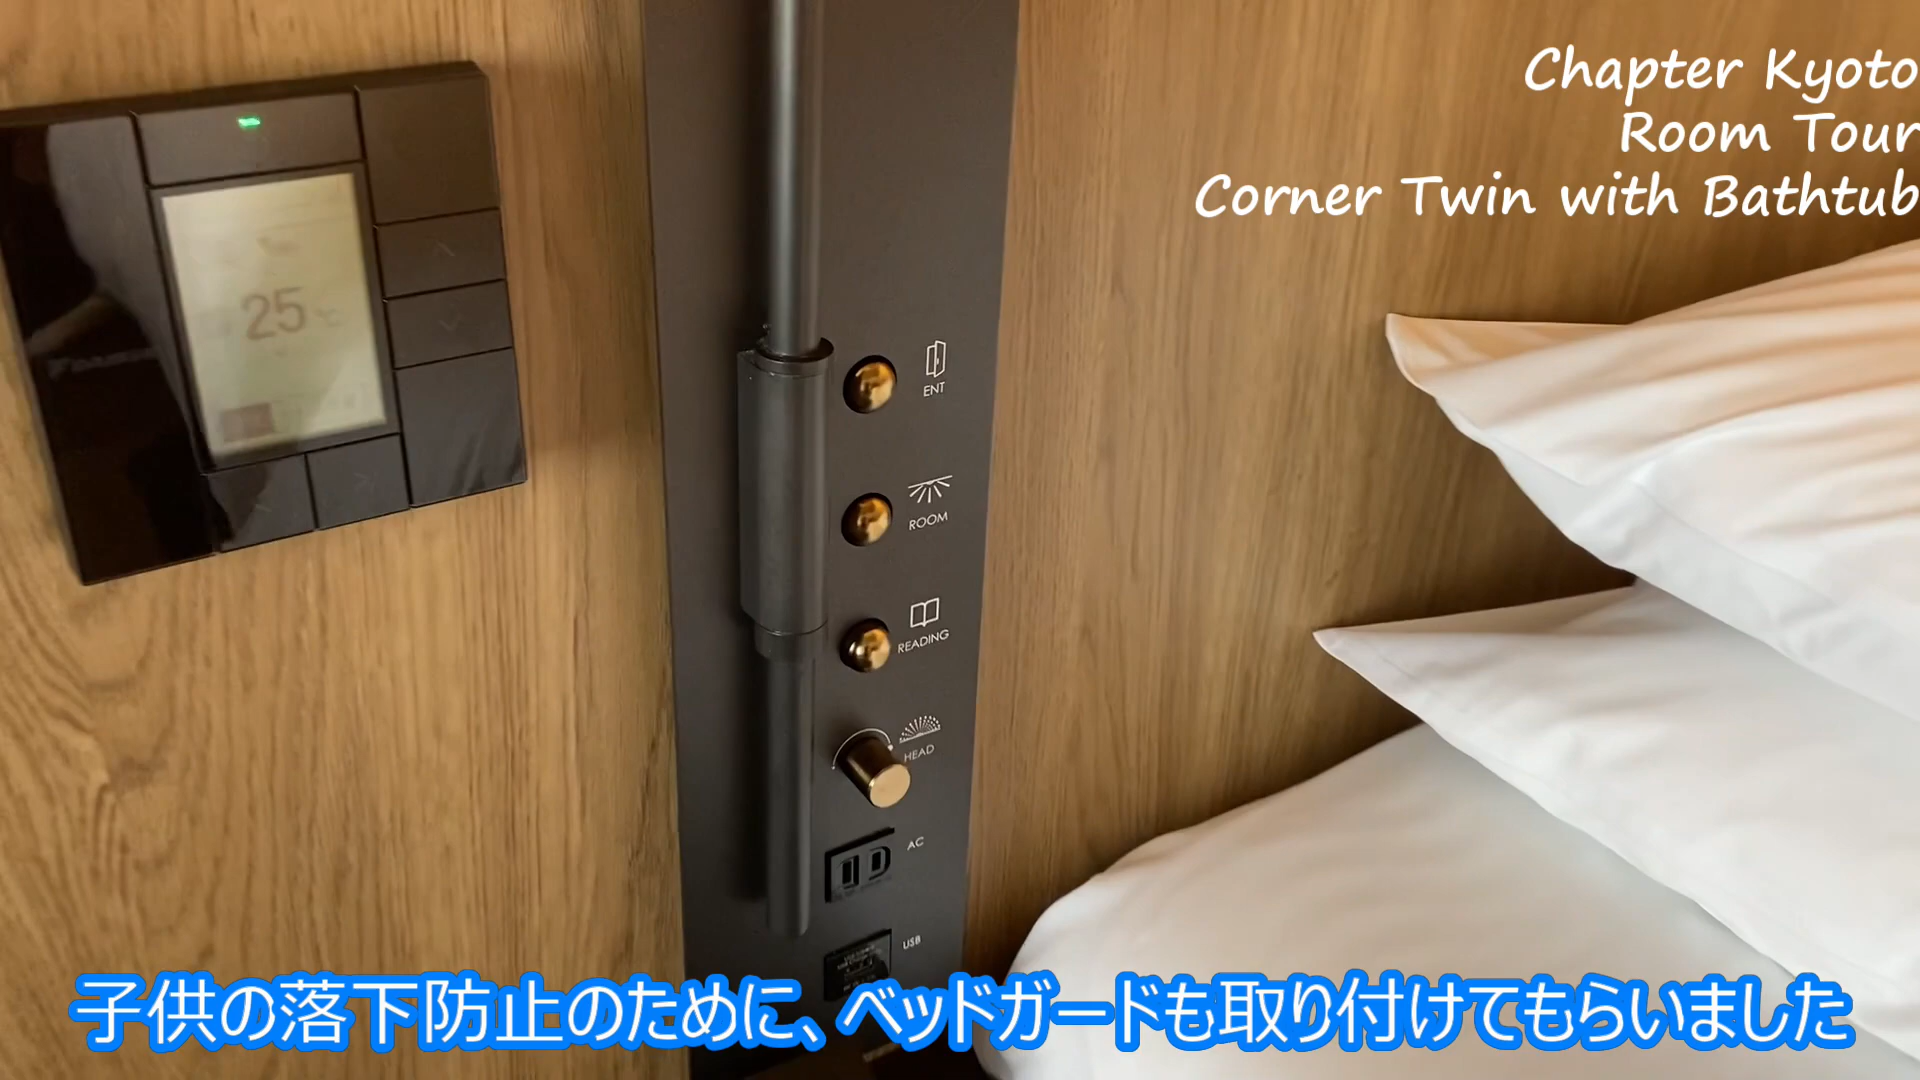 Chapter Kyoto
Room Tour
Corner Twin with Bathtub
25 ℃
ENT
ROOM
READING
HEAD
AC
USB
子供の落下防止のために、ベッドガードも取り付けてもらいました